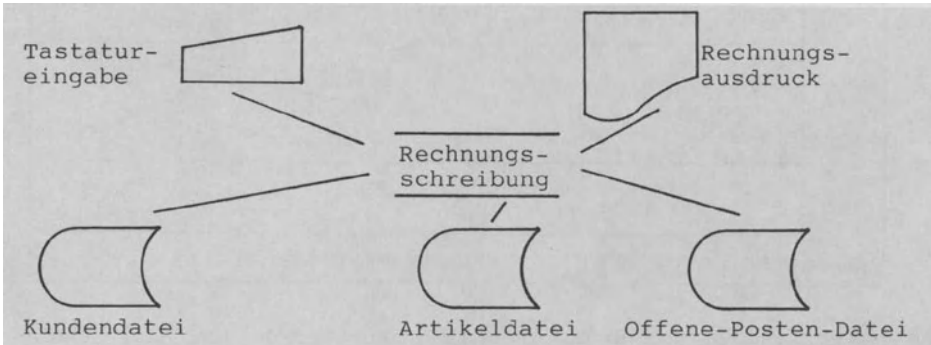 Tastatur-
eingabe
Rechnungs-
ausdruck
Rechnungs-
schreibung
Kundendatei
Artikeldatei
Offene-Posten-Datei